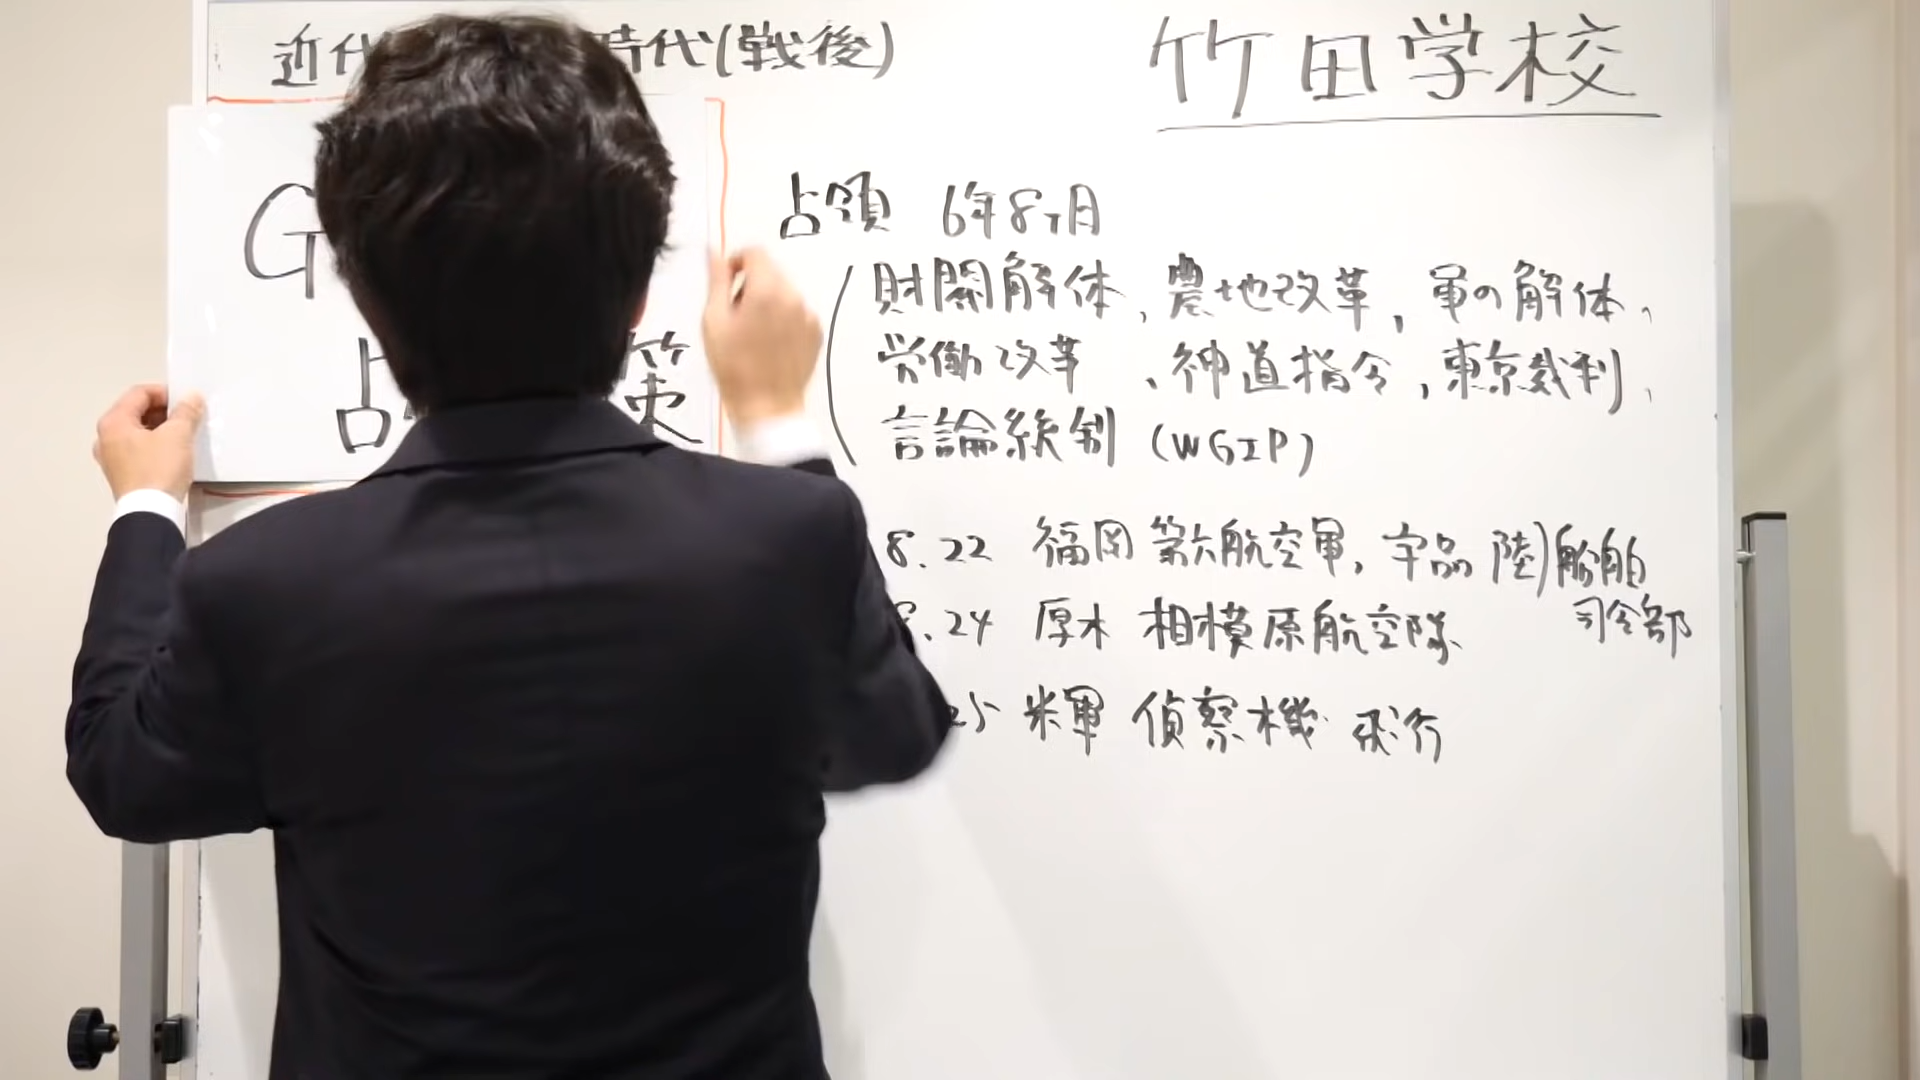 近代 時代(戦後)
竹田学校
G
占 策
占領 6年8ヶ月
財閥解体、農地改革、軍の解体、
労働改革、神道指令、東京裁判、
言論統制 (WGIP)
8.22 福岡 第六航空軍、宇品 陸)船舶
司令部
.24 厚木 相模原航空隊
25 米軍 偵察機 飛行